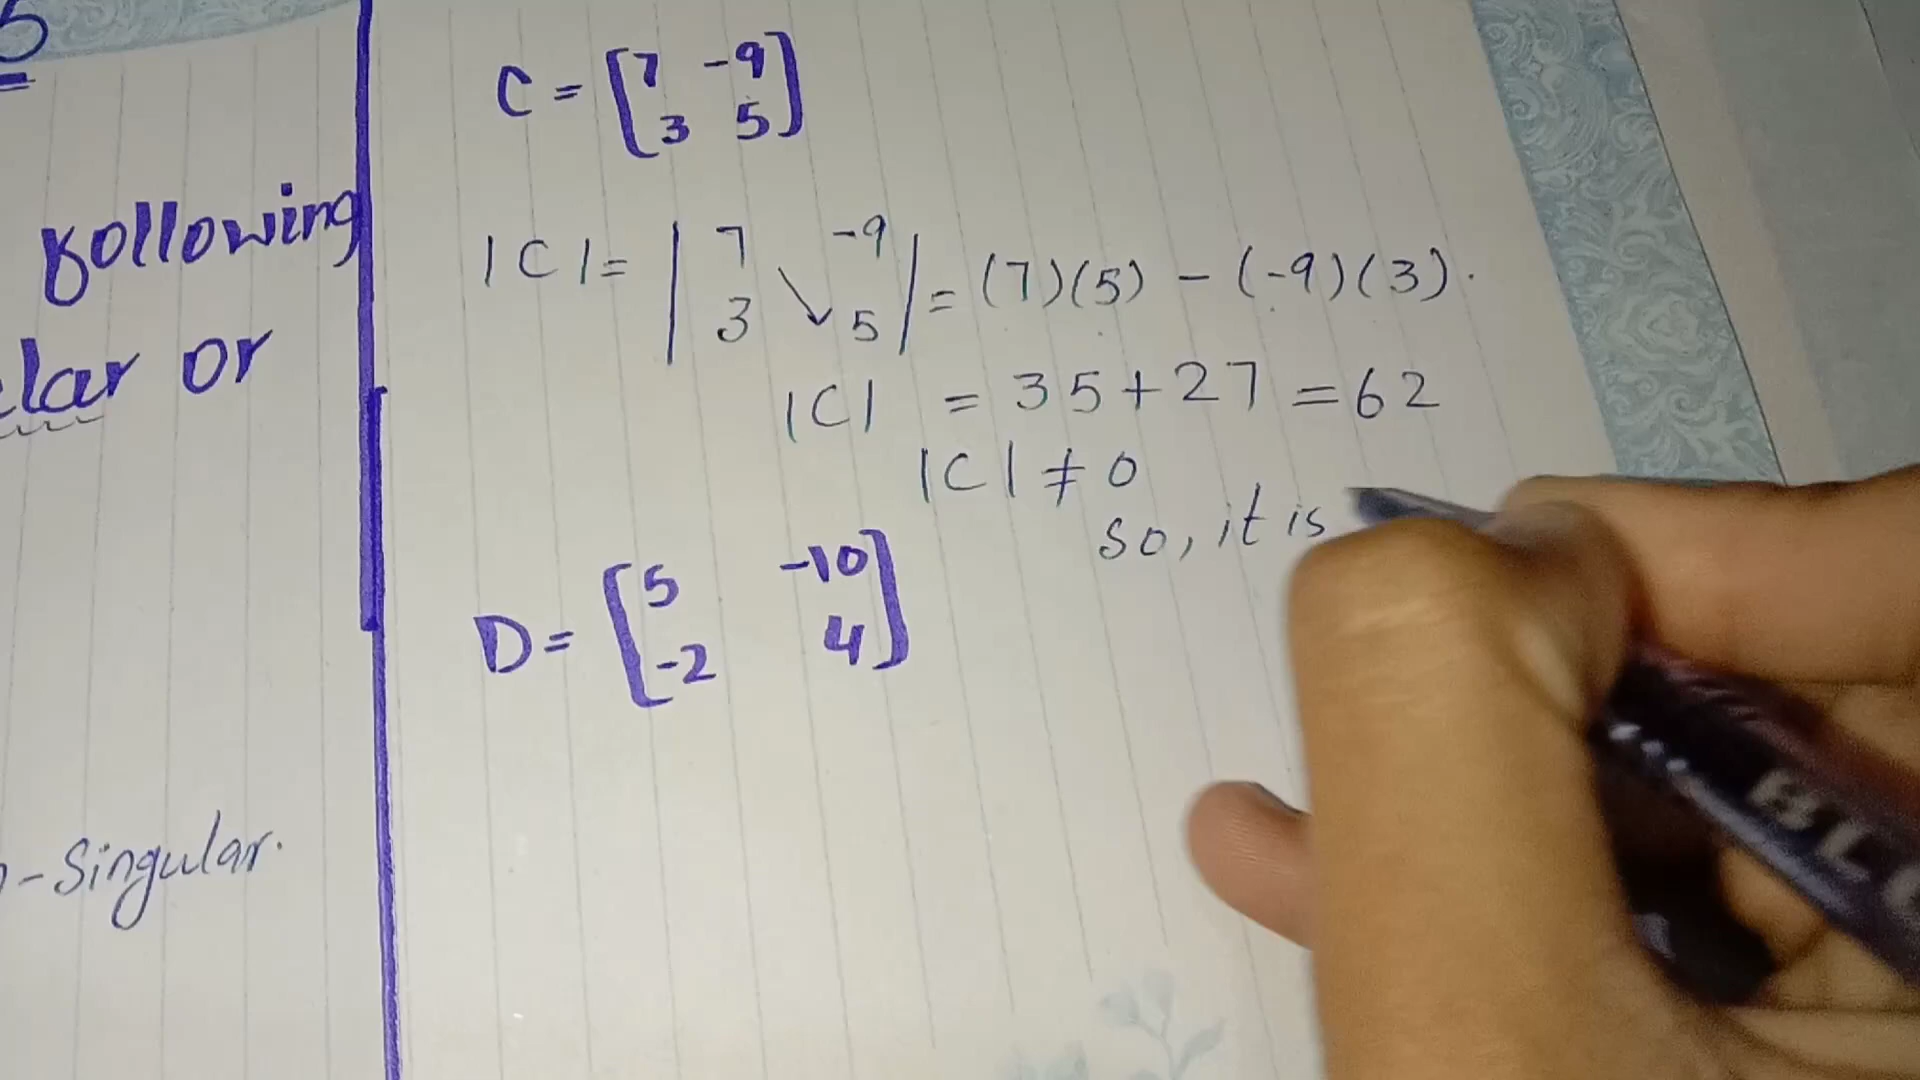 5
following
or
-Singular.
C = [7 -9
3 5]
|C| = |7 -9
3 5| = (7)(5) - (-9)(3).
|C| = 35+27 = 62
|C| ≠ 0
so, it is
D = [5 -10
-2 4]